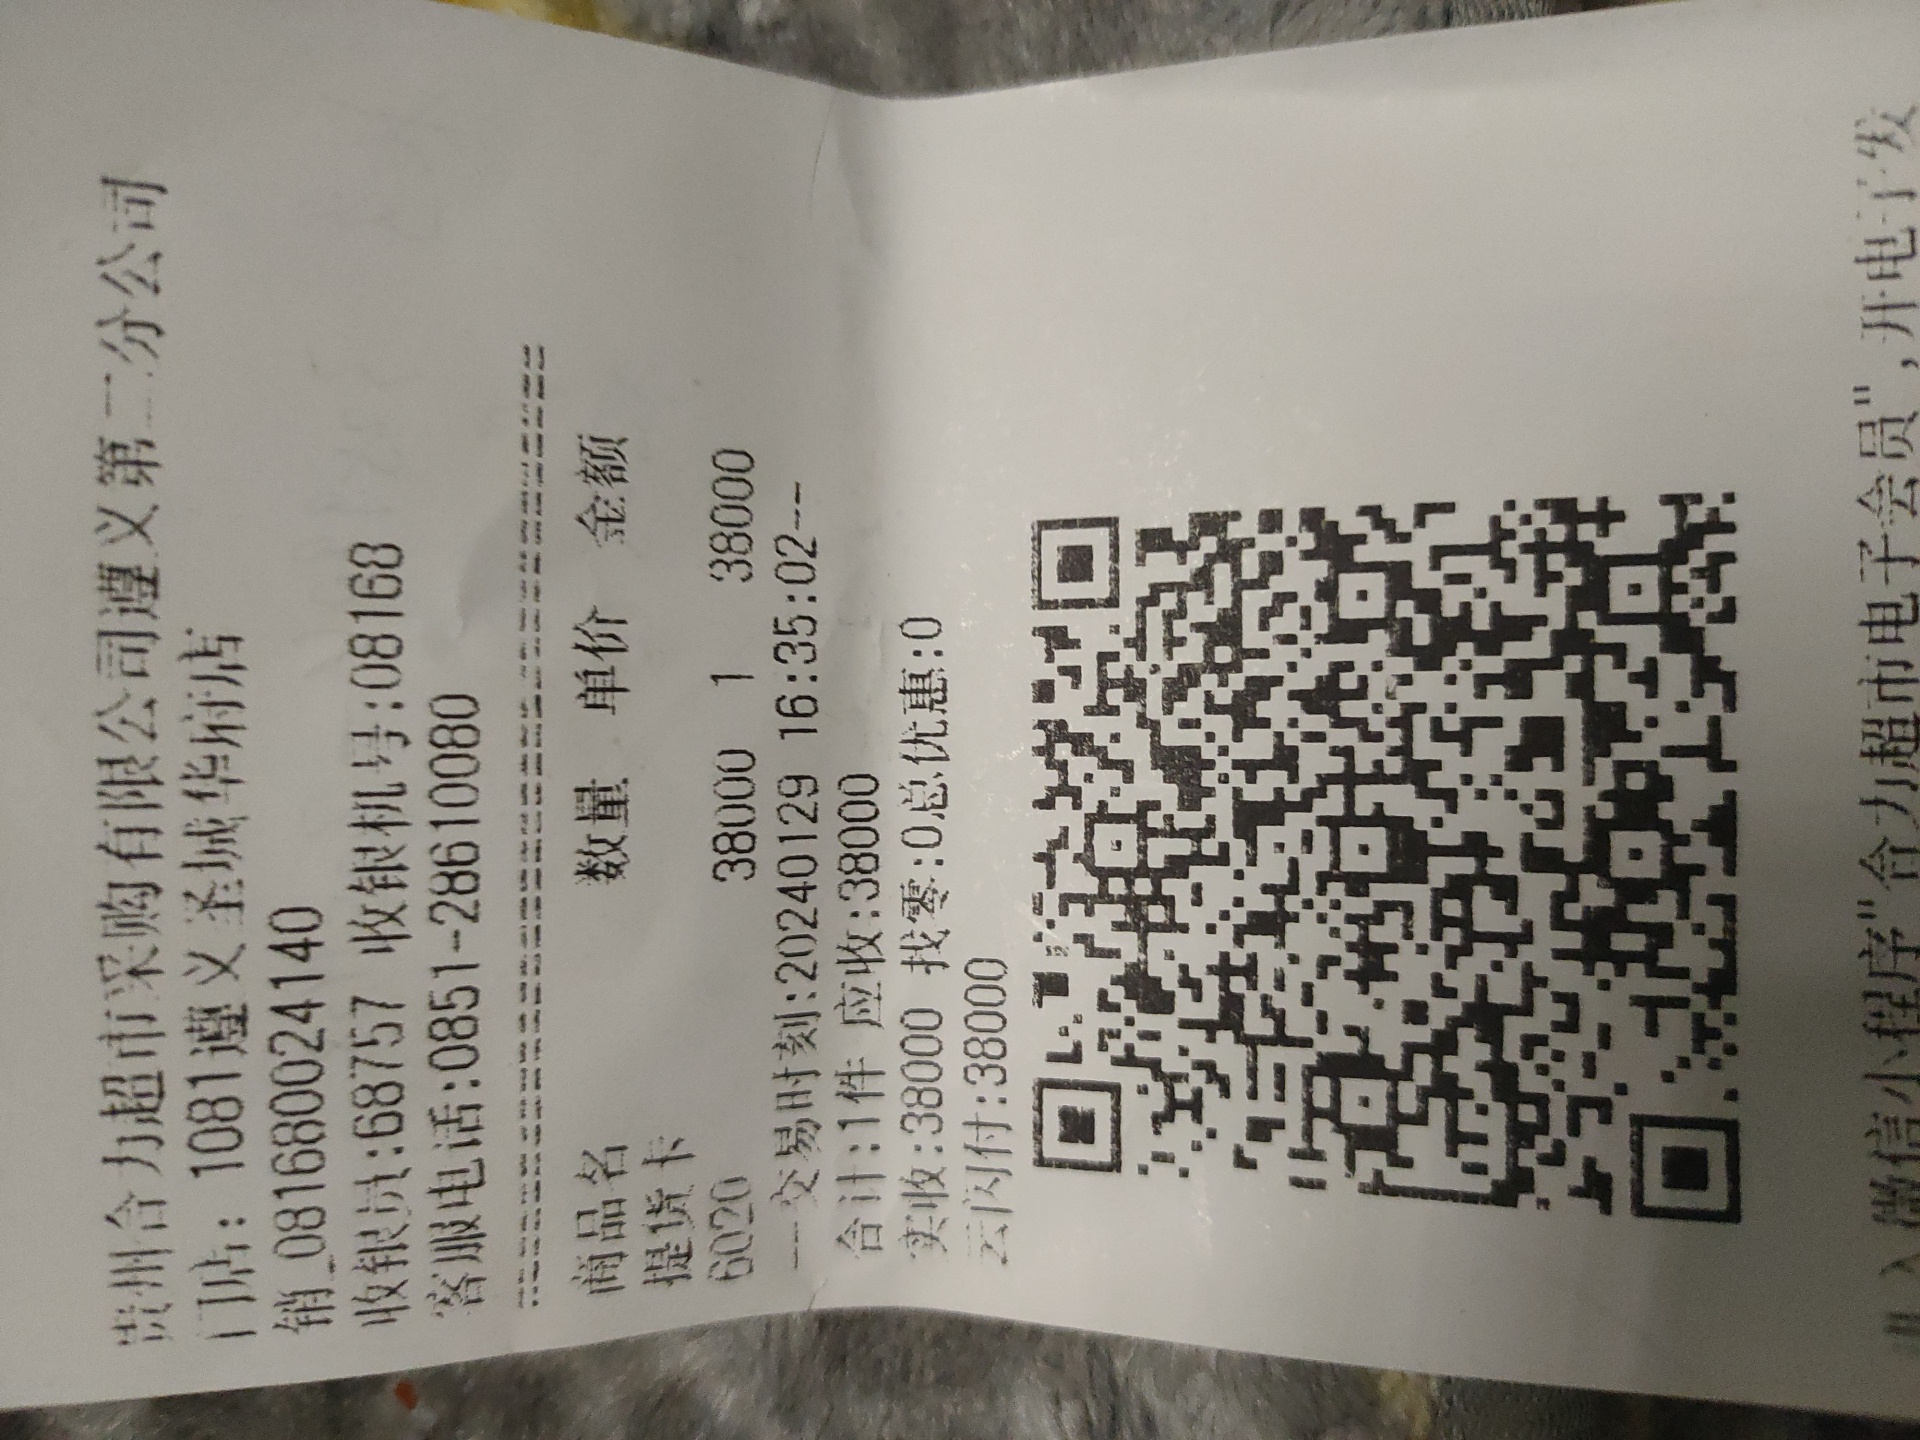 贵州合力超市采购有限公司遵义第二分公司
门店: 1081遵义圣城华府店
销_081680024140
收银员:68757 收银机号:08168
客服电话:0851-28610080
商品名 数量 单价 金额
提货卡
6020 38000 1 38000
---交易时刻:20240129 16:35:02---
合计:1件 应收:38000
实收:38000 找零:0总优惠:0
云闪付:38000
进入微信小程序"合力超市电子会员",开电子发